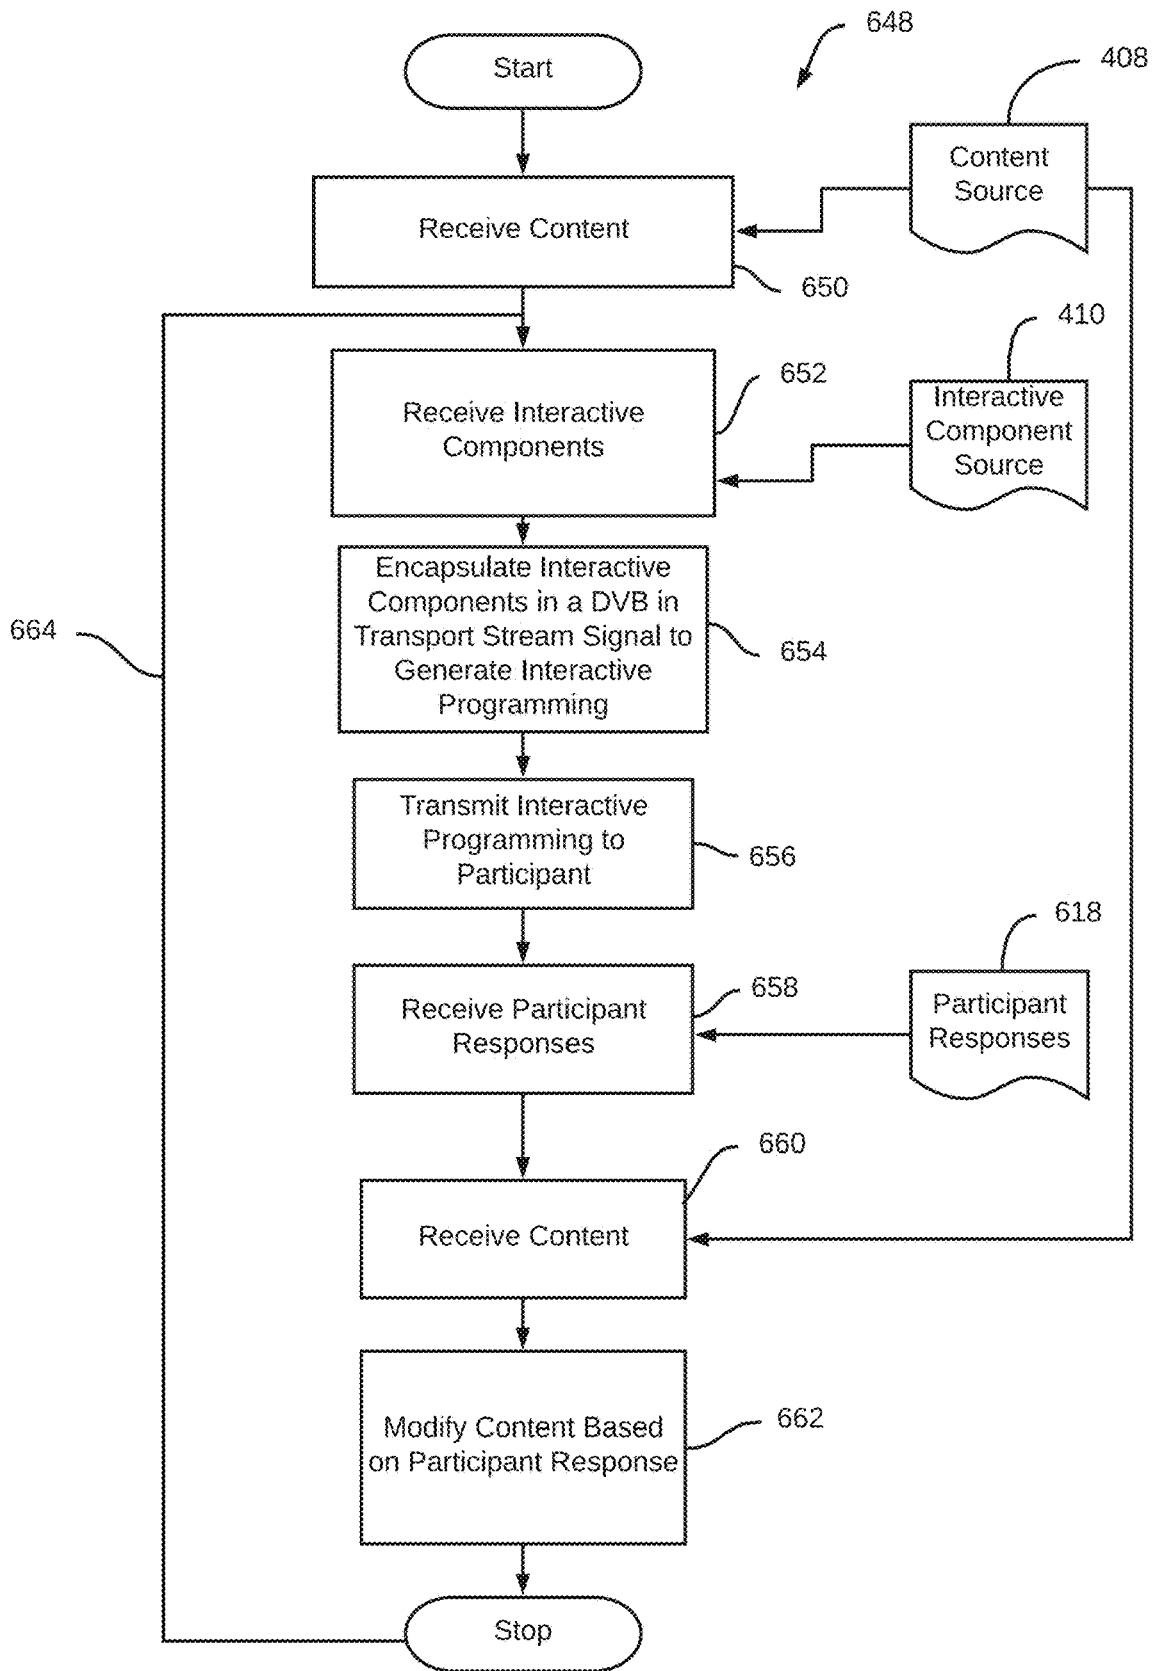 648
Start
408
Content
Source
Receive Content
650
410
652
Interactive
Component
Source
Receive Interactive
Components
Encapsulate Interactive
Components in a DVB in
Transport Stream Signal to
Generate Interactive
Programming
664
654
Transmit Interactive
Programming to
Participant
656
618
658
Participant
Responses
Receive Participant
Responses
660
Receive Content
662
Modify Content Based
on Participant Response
Stop